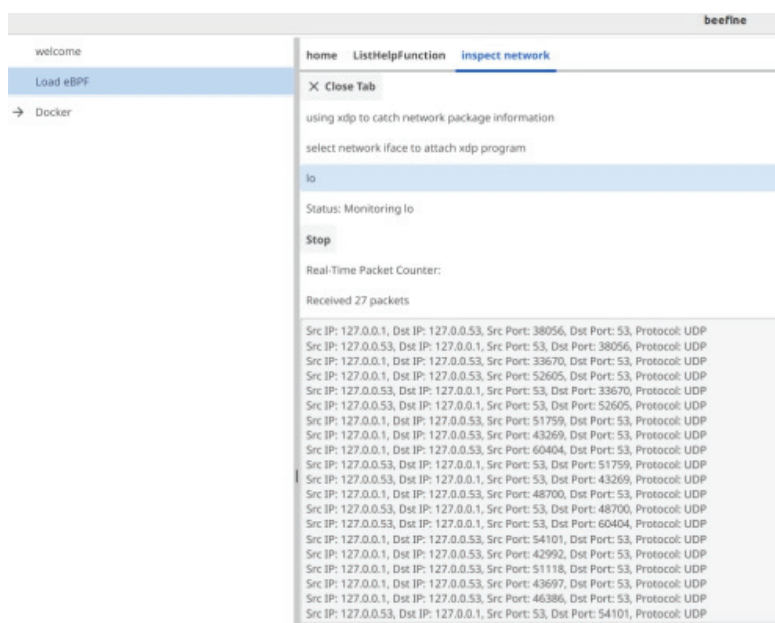 beefine
welcome
Load eBPF
→ Docker
home ListHelpFunction inspect network
× Close Tab
using xdp to catch network package information
select network iface to attach xdp program
lo
Status: Monitoring lo
Stop
Real-Time Packet Counter:
Received 27 packets
Src IP: 127.0.0.1, Dst IP: 127.0.0.53, Src Port: 38056, Dst Port: 53, Protocol: UDP
Src IP: 127.0.0.53, Dst IP: 127.0.0.1, Src Port: 53, Dst Port: 38056, Protocol: UDP
Src IP: 127.0.0.1, Dst IP: 127.0.0.53, Src Port: 33670, Dst Port: 53, Protocol: UDP
Src IP: 127.0.0.1, Dst IP: 127.0.0.53, Src Port: 52605, Dst Port: 53, Protocol: UDP
Src IP: 127.0.0.53, Dst IP: 127.0.0.1, Src Port: 53, Dst Port: 33670, Protocol: UDP
Src IP: 127.0.0.53, Dst IP: 127.0.0.1, Src Port: 53, Dst Port: 52605, Protocol: UDP
Src IP: 127.0.0.1, Dst IP: 127.0.0.53, Src Port: 51759, Dst Port: 53, Protocol: UDP
Src IP: 127.0.0.1, Dst IP: 127.0.0.53, Src Port: 43269, Dst Port: 53, Protocol: UDP
Src IP: 127.0.0.1, Dst IP: 127.0.0.53, Src Port: 60404, Dst Port: 53, Protocol: UDP
Src IP: 127.0.0.53, Dst IP: 127.0.0.1, Src Port: 53, Dst Port: 51759, Protocol: UDP
Src IP: 127.0.0.53, Dst IP: 127.0.0.1, Src Port: 53, Dst Port: 43269, Protocol: UDP
Src IP: 127.0.0.1, Dst IP: 127.0.0.53, Src Port: 48700, Dst Port: 53, Protocol: UDP
Src IP: 127.0.0.53, Dst IP: 127.0.0.1, Src Port: 53, Dst Port: 48700, Protocol: UDP
Src IP: 127.0.0.53, Dst IP: 127.0.0.1, Src Port: 53, Dst Port: 60404, Protocol: UDP
Src IP: 127.0.0.1, Dst IP: 127.0.0.53, Src Port: 54101, Dst Port: 53, Protocol: UDP
Src IP: 127.0.0.1, Dst IP: 127.0.0.53, Src Port: 42992, Dst Port: 53, Protocol: UDP
Src IP: 127.0.0.1, Dst IP: 127.0.0.53, Src Port: 51118, Dst Port: 53, Protocol: UDP
Src IP: 127.0.0.1, Dst IP: 127.0.0.53, Src Port: 43697, Dst Port: 53, Protocol: UDP
Src IP: 127.0.0.1, Dst IP: 127.0.0.53, Src Port: 46386, Dst Port: 53, Protocol: UDP
Src IP: 127.0.0.53, Dst IP: 127.0.0.1, Src Port: 53, Dst Port: 54101, Protocol: UDP